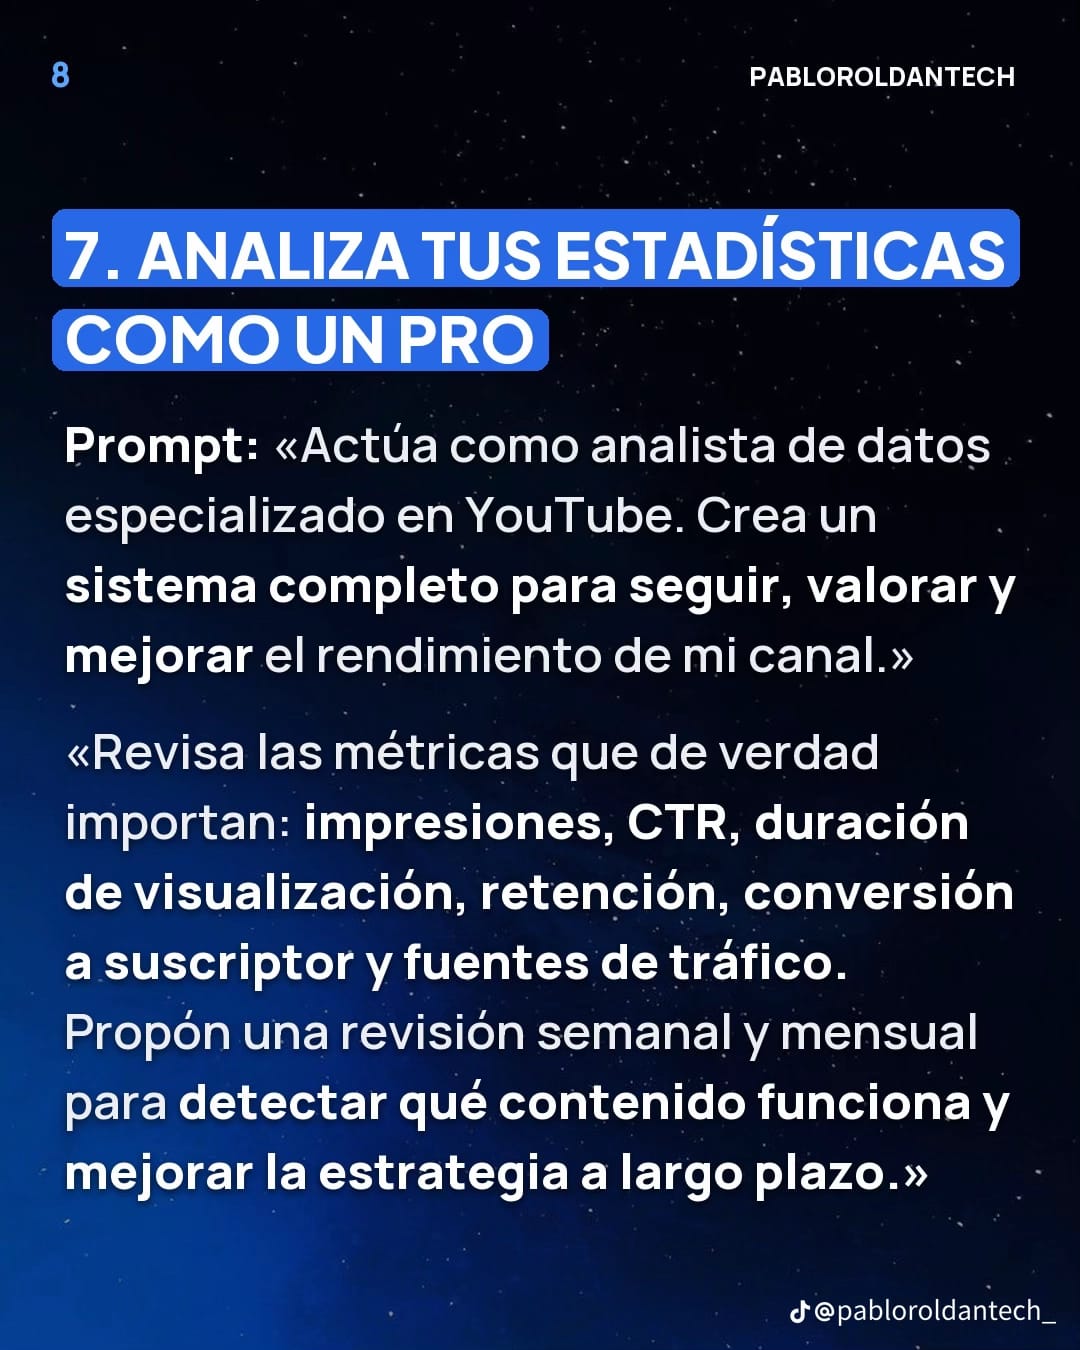 8
PABLOROLDANTECH
7. ANALIZA TUS ESTADÍSTICAS
COMO UN PRO
Prompt: «Actúa como analista de datos
especializado en YouTube. Crea un
sistema completo para seguir, valorar y
mejorar el rendimiento de mi canal.»
«Revisa las métricas que de verdad
importan: impresiones, CTR, duración
de visualización, retención, conversión
a suscriptor y fuentes de tráfico.
Propón una revisión semanal y mensual
para detectar qué contenido funciona y
mejorar la estrategia a largo plazo.»
@pabloroldantech_